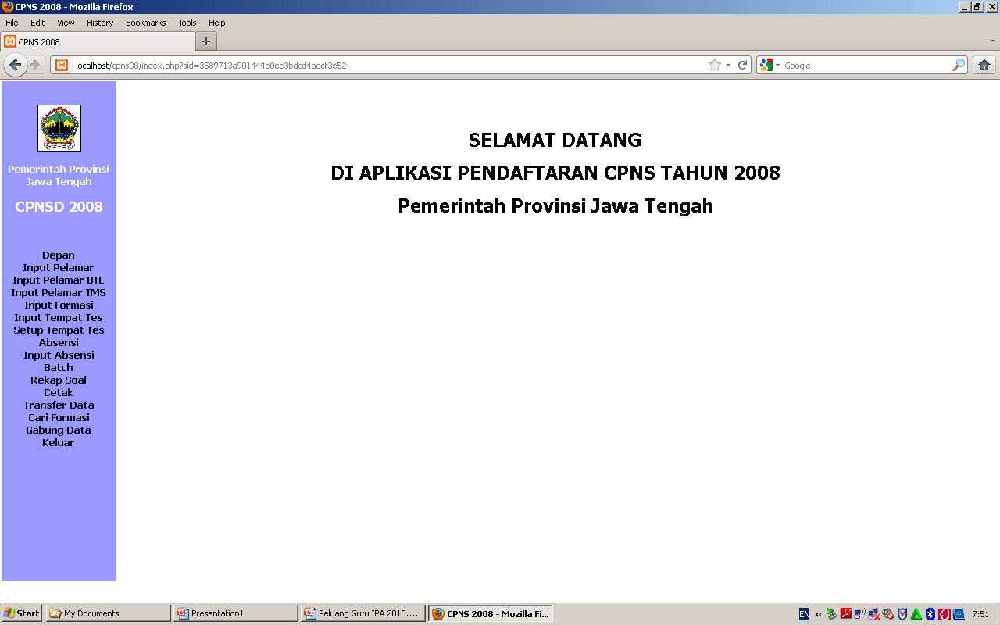 CPNS 2008 - Mozilla Firefox
File Edit View History Bookmarks Tools Help
CPNS 2008
localhost/cpns08/index.php?sid=3589713a901444e0ee3bdcd4aecf3e52
Google
Pemerintah Provinsi
Jawa Tengah
CPNSD 2008
Depan
Input Pelamar
Input Pelamar BTL
Input Pelamar TMS
Input Formasi
Input Tempat Tes
Setup Tempat Tes
Absensi
Input Absensi
Batch
Rekap Soal
Cetak
Transfer Data
Cari Formasi
Gabung Data
Keluar
SELAMAT DATANG
DI APLIKASI PENDAFTARAN CPNS TAHUN 2008
Pemerintah Provinsi Jawa Tengah
Start My Documents Presentation1 Peluang Guru IPA 2013.... CPNS 2008 - Mozilla Fi... EN « 7:51